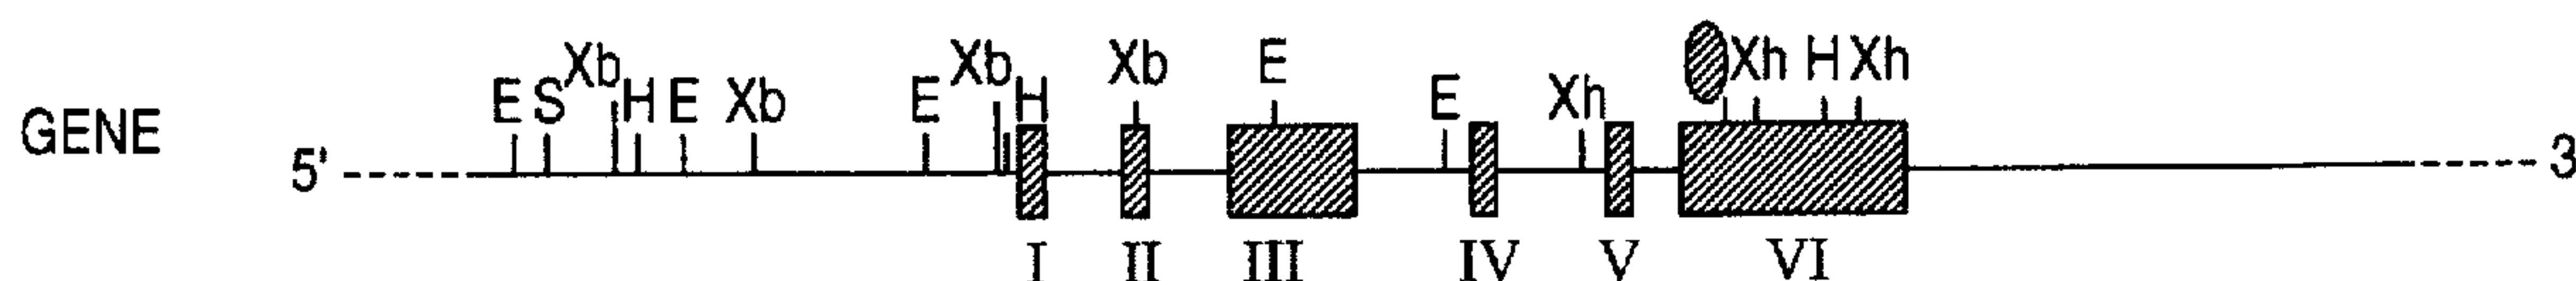 E S Xb H E Xb E Xb H Xb E E Xh Xh H Xh
GENE 5' 3
I II III IV V VI